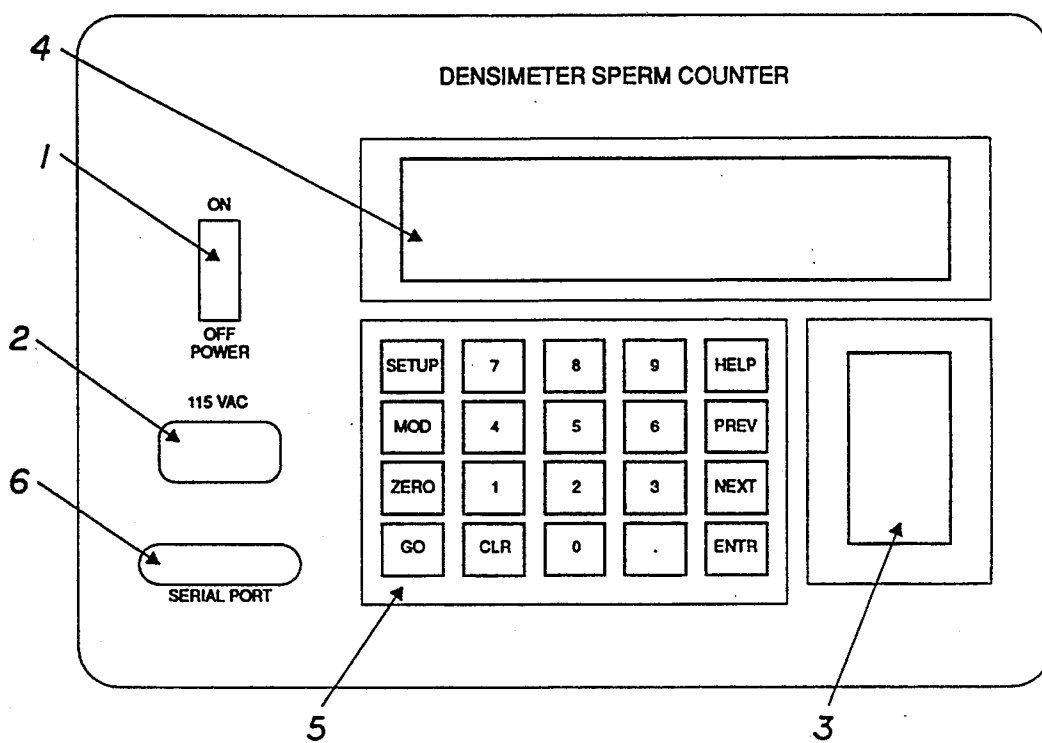 4
DENSIMETER SPERM COUNTER
1
ON
OFF
POWER
2
115 VAC
6
SERIAL PORT
SETUP 7 8 9 HELP
MOD 4 5 6 PREV
ZERO 1 2 3 NEXT
GO CLR 0 . ENTR
5
3